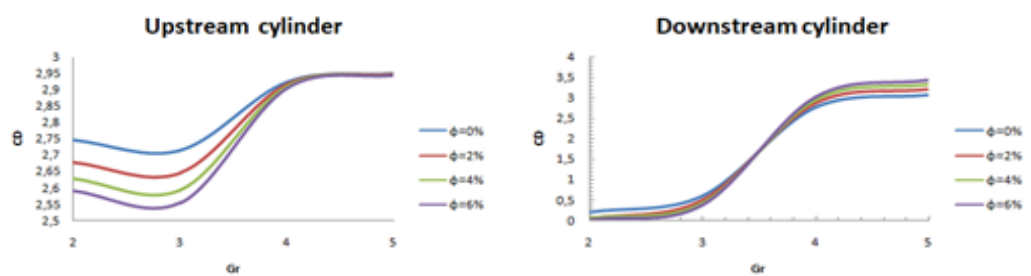 Upstream cylinder
3
2,95
2,9
2,85
2,8
2,75
2,7
2,65
2,6
2,55
2,5
CD
2 3 4 5
Gr
ϕ=0%
ϕ=2%
ϕ=4%
ϕ=6%
Downstream cylinder
4
3,5
3
2,5
2
1,5
1
0,5
0
CD
2 3 4 5
Gr
ϕ=0%
ϕ=2%
ϕ=4%
ϕ=6%